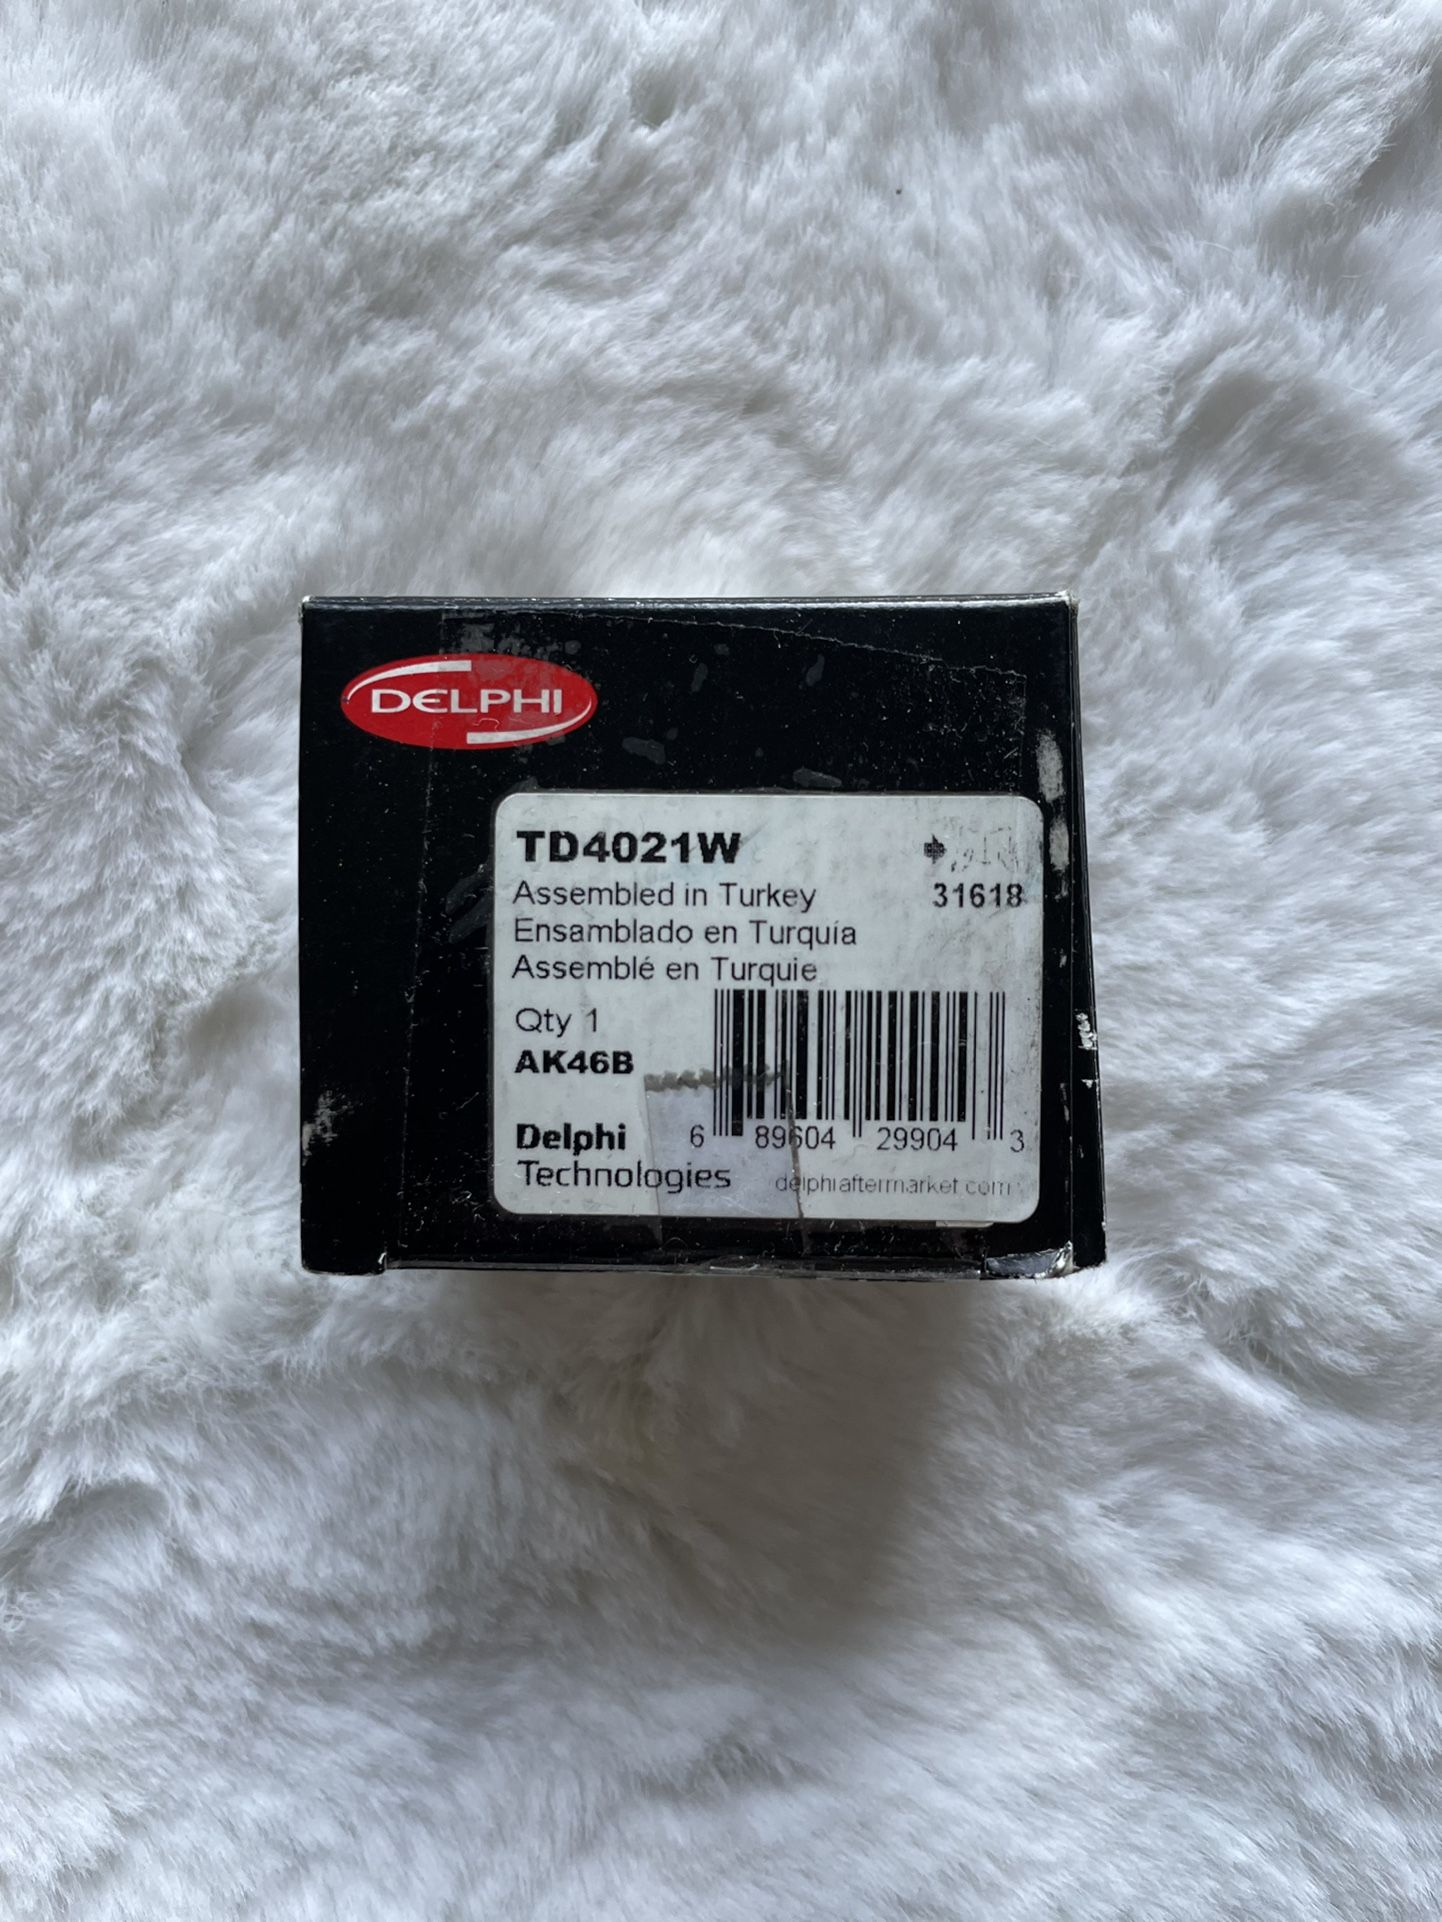 DELPHI
TD4021W
Assembled in Turkey 31618
Ensamblado en Turquía
Assemblé en Turquie
Qty 1
AK46B
6 89604 29904 3
Delphi
Technologies
delphiaftermarket.com